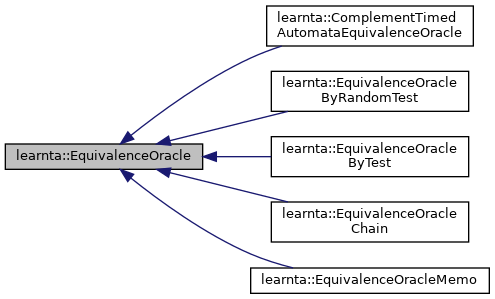 learnta::ComplementTimed
AutomataEquivalenceOracle
learnta::EquivalenceOracle
ByRandomTest
learnta::EquivalenceOracle
learnta::EquivalenceOracle
ByTest
learnta::EquivalenceOracle
Chain
learnta::EquivalenceOracleMemo